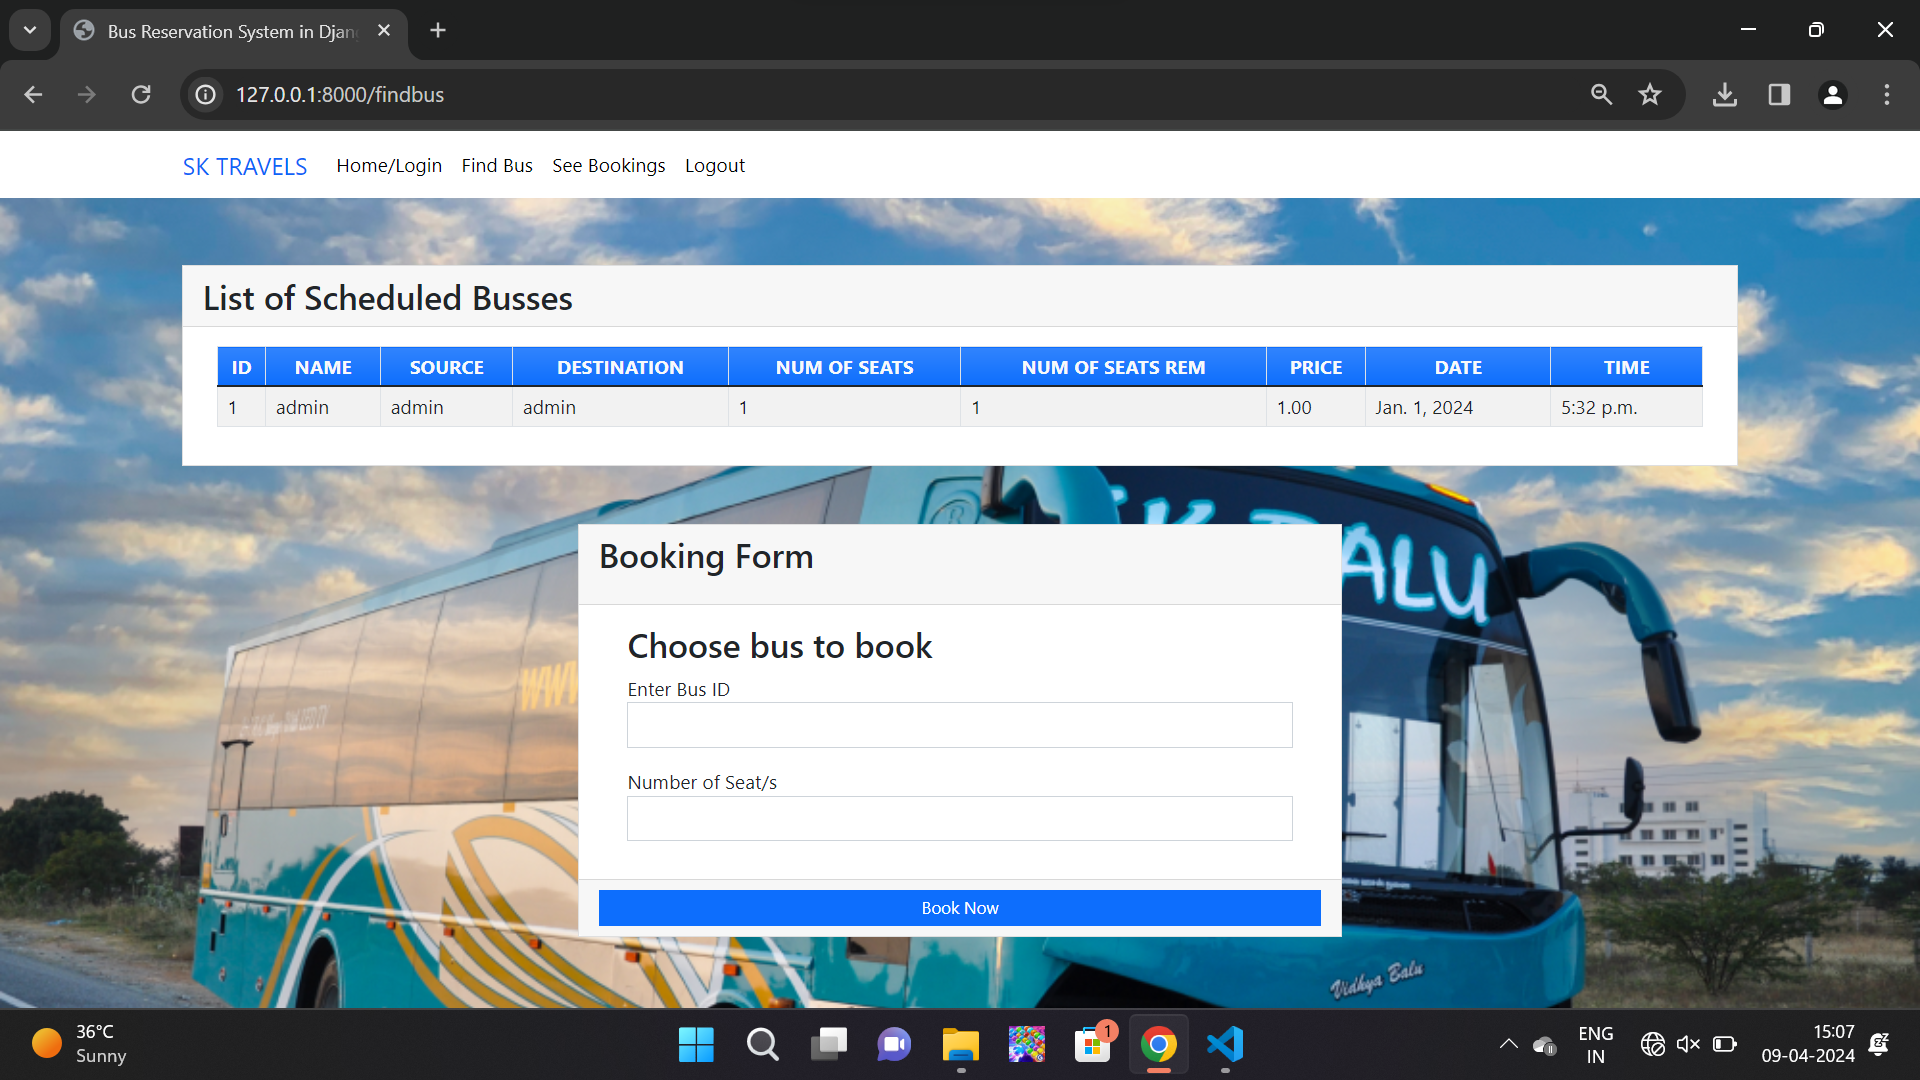 Bus Reservation System in Djang
127.0.0.1:8000/findbus
SK TRAVELS Home/Login Find Bus See Bookings Logout
List of Scheduled Busses
ID NAME SOURCE DESTINATION NUM OF SEATS NUM OF SEATS REM PRICE DATE TIME
1 admin admin admin 1 1 1.00 Jan. 1, 2024 5:32 p.m.
BALU
Booking Form
Choose bus to book
Enter Bus ID
WWW
Number of Seat/s
Book Now
Vidhya Balu
36°C
Sunny
1
ENG
IN
15:07
09-04-2024